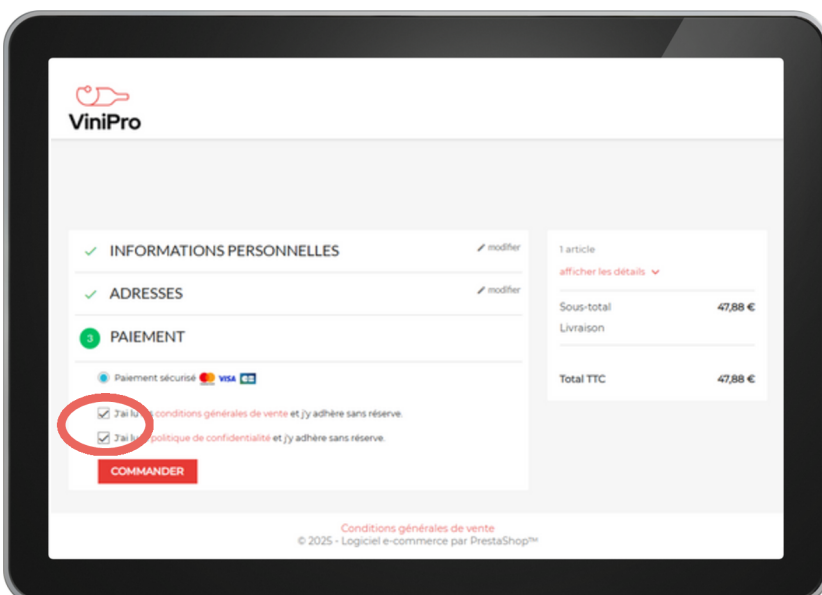 ViniPro
INFORMATIONS PERSONNELLES
modifier
ADRESSES
modifier
3 PAIEMENT
Paiement sécurisé VISA CB
J'ai lu conditions générales de vente et j'y adhère sans réserve.
J'ai lu politique de confidentialité et j'y adhère sans réserve.
COMMANDER
1 article
afficher les détails
Sous-total 47,88 €
Livraison
Total TTC 47,88 €
Conditions générales de vente
© 2025 - Logiciel e-commerce par PrestaShop™